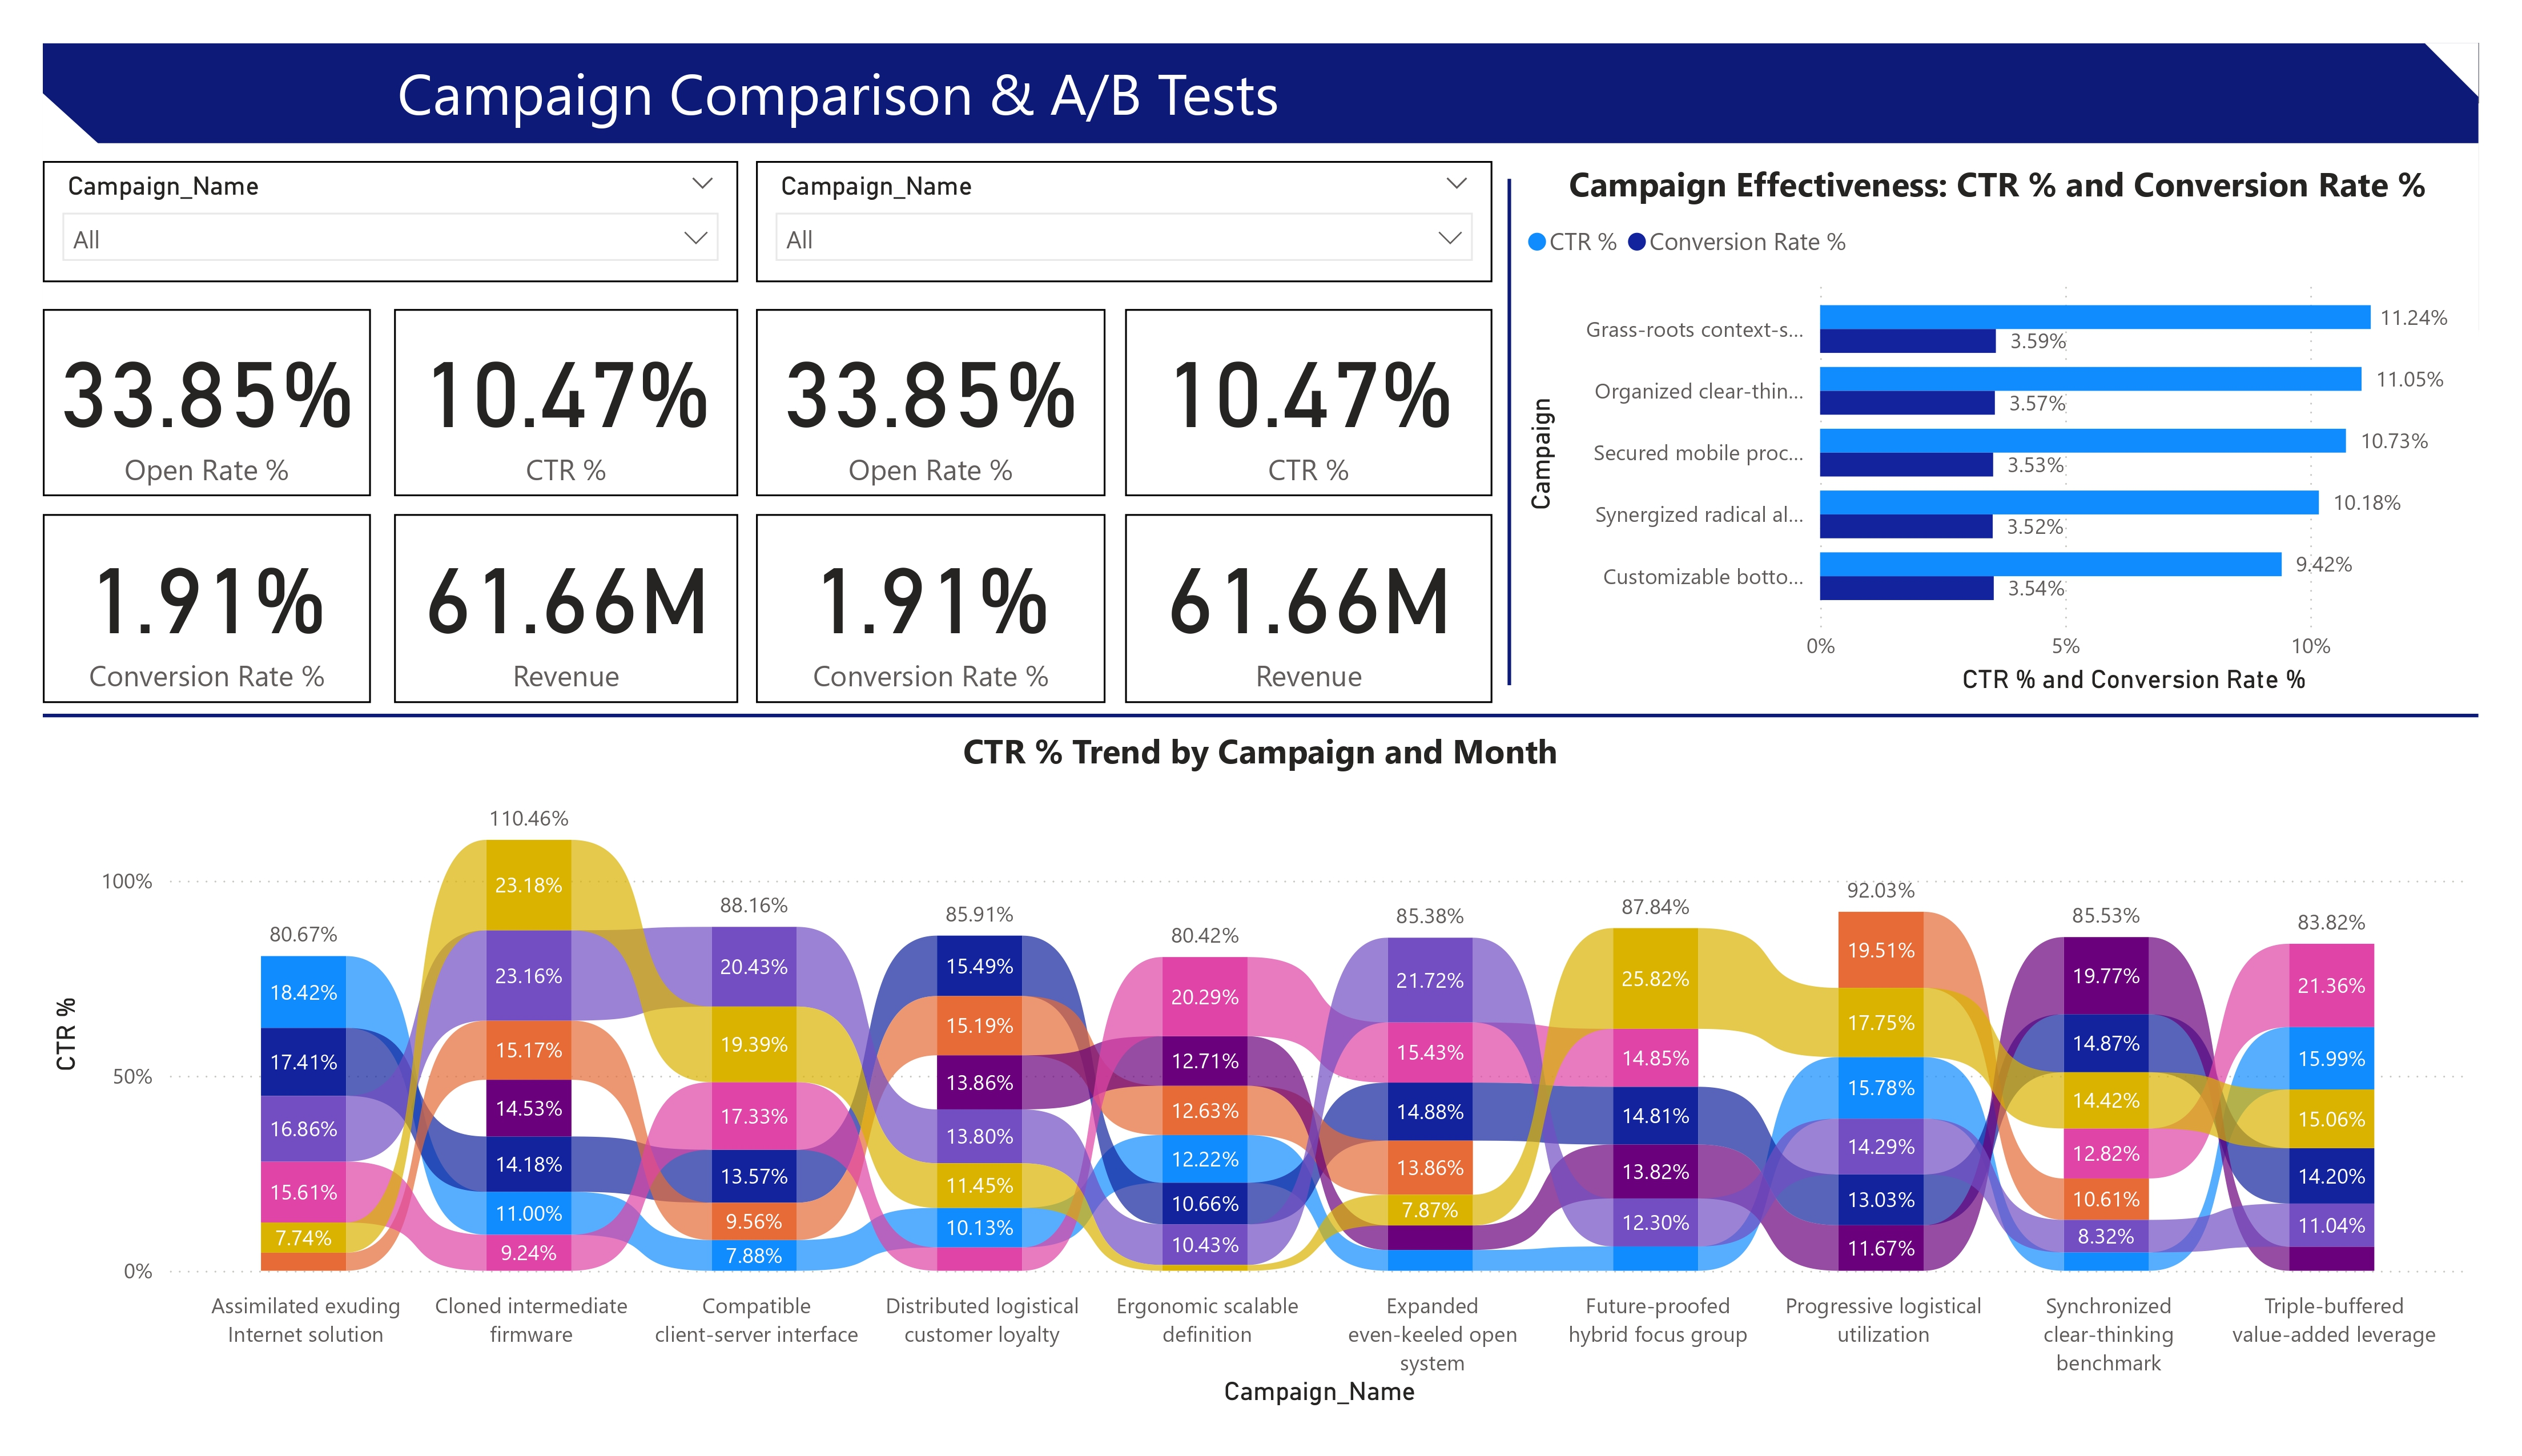 Campaign Comparison & A/B Tests
Campaign_Name
All
Campaign_Name
All
33.85%
Open Rate %
10.47%
CTR %
33.85%
Open Rate %
10.47%
CTR %
1.91%
Conversion Rate %
61.66M
Revenue
1.91%
Conversion Rate %
61.66M
Revenue
Campaign Effectiveness: CTR % and Conversion Rate %
CTR %
Conversion Rate %
Campaign
Grass-roots context-s...
11.24%
3.59%
Organized clear-thin...
11.05%
3.57%
Secured mobile proc...
10.73%
3.53%
Synergized radical al...
10.18%
3.52%
Customizable botto...
9.42%
3.54%
0%
5%
10%
CTR % and Conversion Rate %
CTR % Trend by Campaign and Month
CTR %
100%
50%
0%
80.67%
18.42%
17.41%
16.86%
15.61%
7.74%
110.46%
23.18%
23.16%
15.17%
14.53%
14.18%
11.00%
9.24%
88.16%
20.43%
19.39%
17.33%
13.57%
9.56%
7.88%
85.91%
15.49%
15.19%
13.86%
13.80%
11.45%
10.13%
80.42%
20.29%
12.71%
12.63%
12.22%
10.66%
10.43%
85.38%
21.72%
15.43%
14.88%
13.86%
7.87%
87.84%
25.82%
14.85%
14.81%
13.82%
12.30%
92.03%
19.51%
17.75%
15.78%
14.29%
13.03%
11.67%
85.53%
19.77%
14.87%
14.42%
12.82%
10.61%
8.32%
83.82%
21.36%
15.99%
15.06%
14.20%
11.04%
Assimilated exuding
Internet solution
Cloned intermediate
firmware
Compatible
client-server interface
Distributed logistical
customer loyalty
Ergonomic scalable
definition
Expanded
even-keeled open
system
Future-proofed
hybrid focus group
Progressive logistical
utilization
Synchronized
clear-thinking
benchmark
Triple-buffered
value-added leverage
Campaign_Name